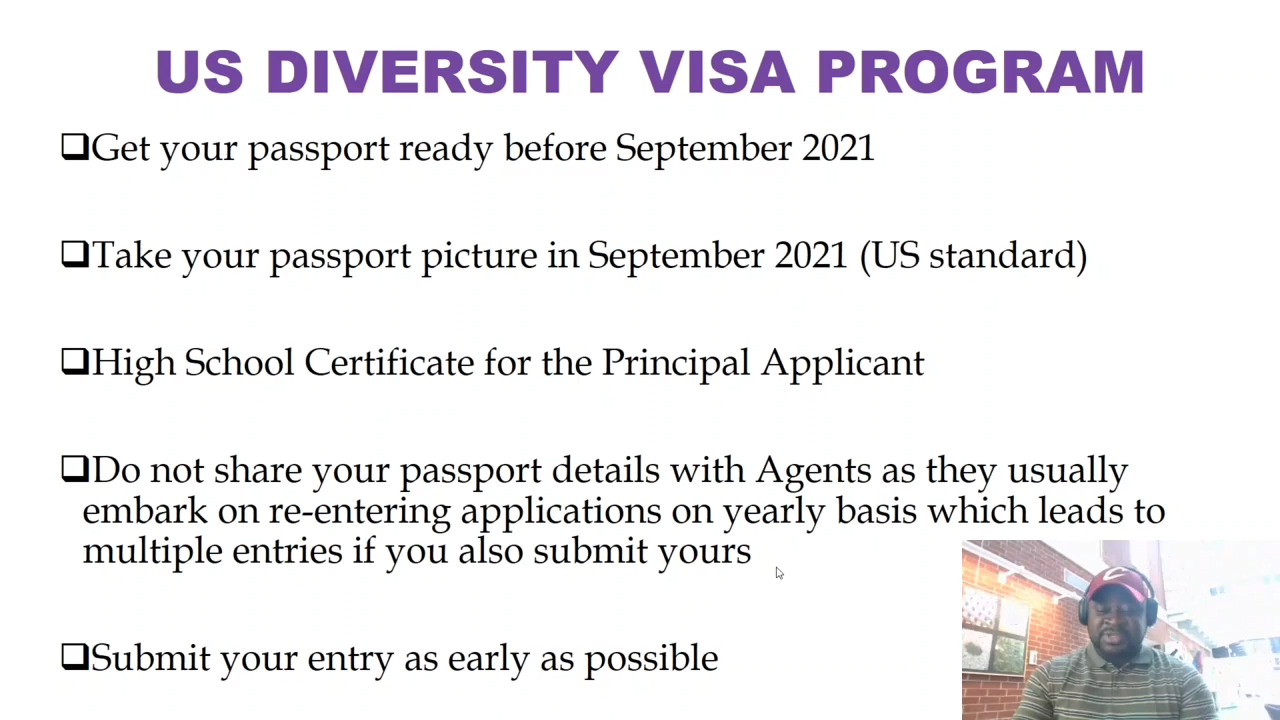 US DIVERSITY VISA PROGRAM
❑Get your passport ready before September 2021
❑Take your passport picture in September 2021 (US standard)
❑High School Certificate for the Principal Applicant
❑Do not share your passport details with Agents as they usually
embark on re-entering applications on yearly basis which leads to
multiple entries if you also submit yours
❑Submit your entry as early as possible